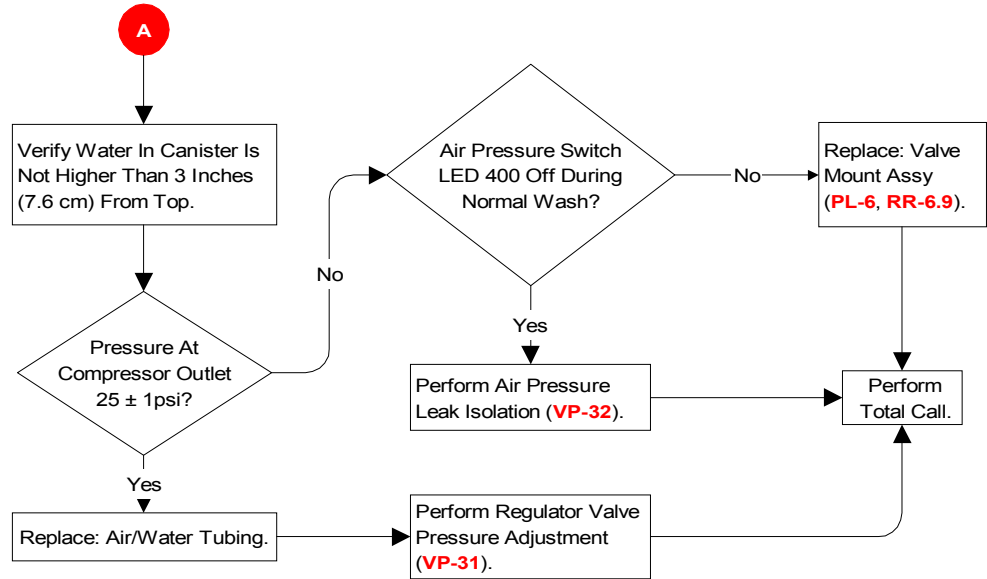 A
Verify Water In Canister Is
Not Higher Than 3 Inches
(7.6 cm) From Top.
Pressure At
Compressor Outlet
25 ± 1psi?
No
Yes
Replace: Air/Water Tubing.
Air Pressure Switch
LED 400 Off During
Normal Wash?
No
Yes
Perform Air Pressure
Leak Isolation (VP-32).
Perform Regulator Valve
Pressure Adjustment
(VP-31).
Replace: Valve
Mount Assy
(PL-6, RR-6.9).
Perform
Total Call.